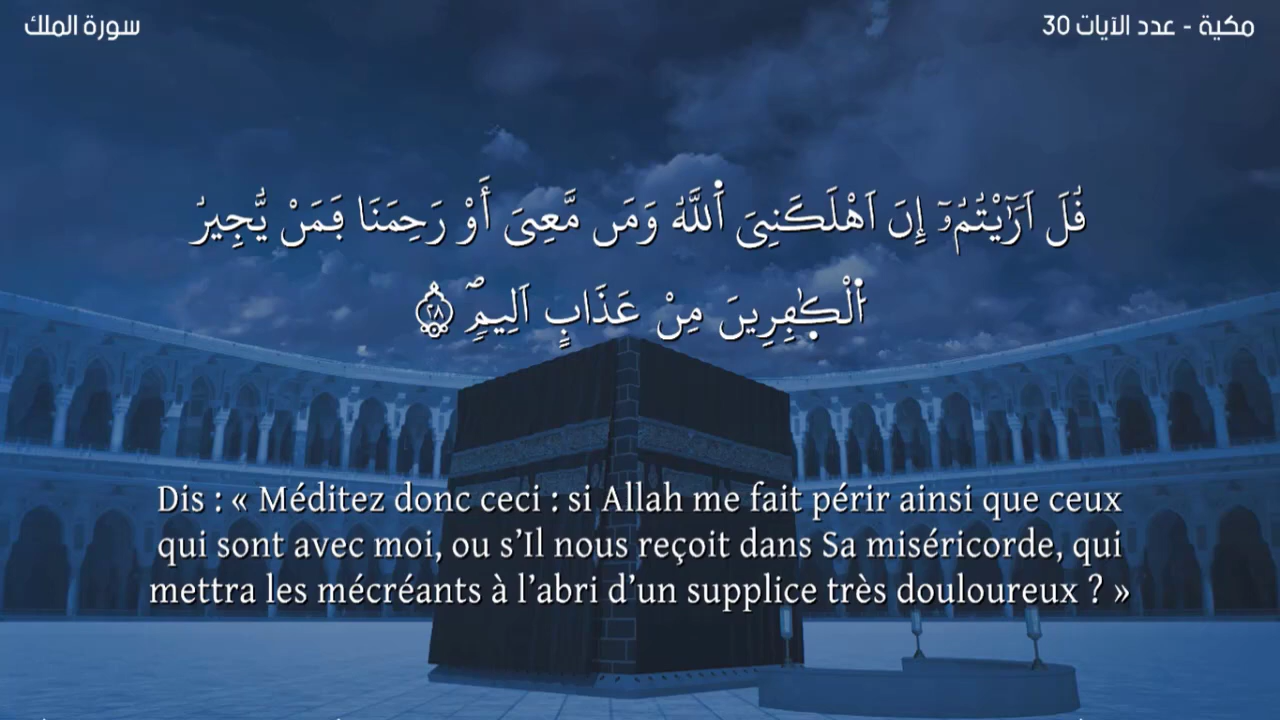 سورة الملك
مكية - عدد الآيات 30
قُلَ اَرَٰٓيْتُمُۥٓ إِنَ اَهْلَكَنِىَ اَ۬للَّهُ وَمَن مَّعِىَ أَوْ رَحِمَنَا فَمَنْ يُّجِيرُ
اُ۬لْكٰ۪فِرِينَ مِنْ عَذَابٍ اَلِيمٍۖ ٢٨
Dis : « Méditez donc ceci : si Allah me fait périr ainsi que ceux
qui sont avec moi, ou s’Il nous reçoit dans Sa miséricorde, qui
mettra les mécréants à l’abri d’un supplice très douloureux ? »